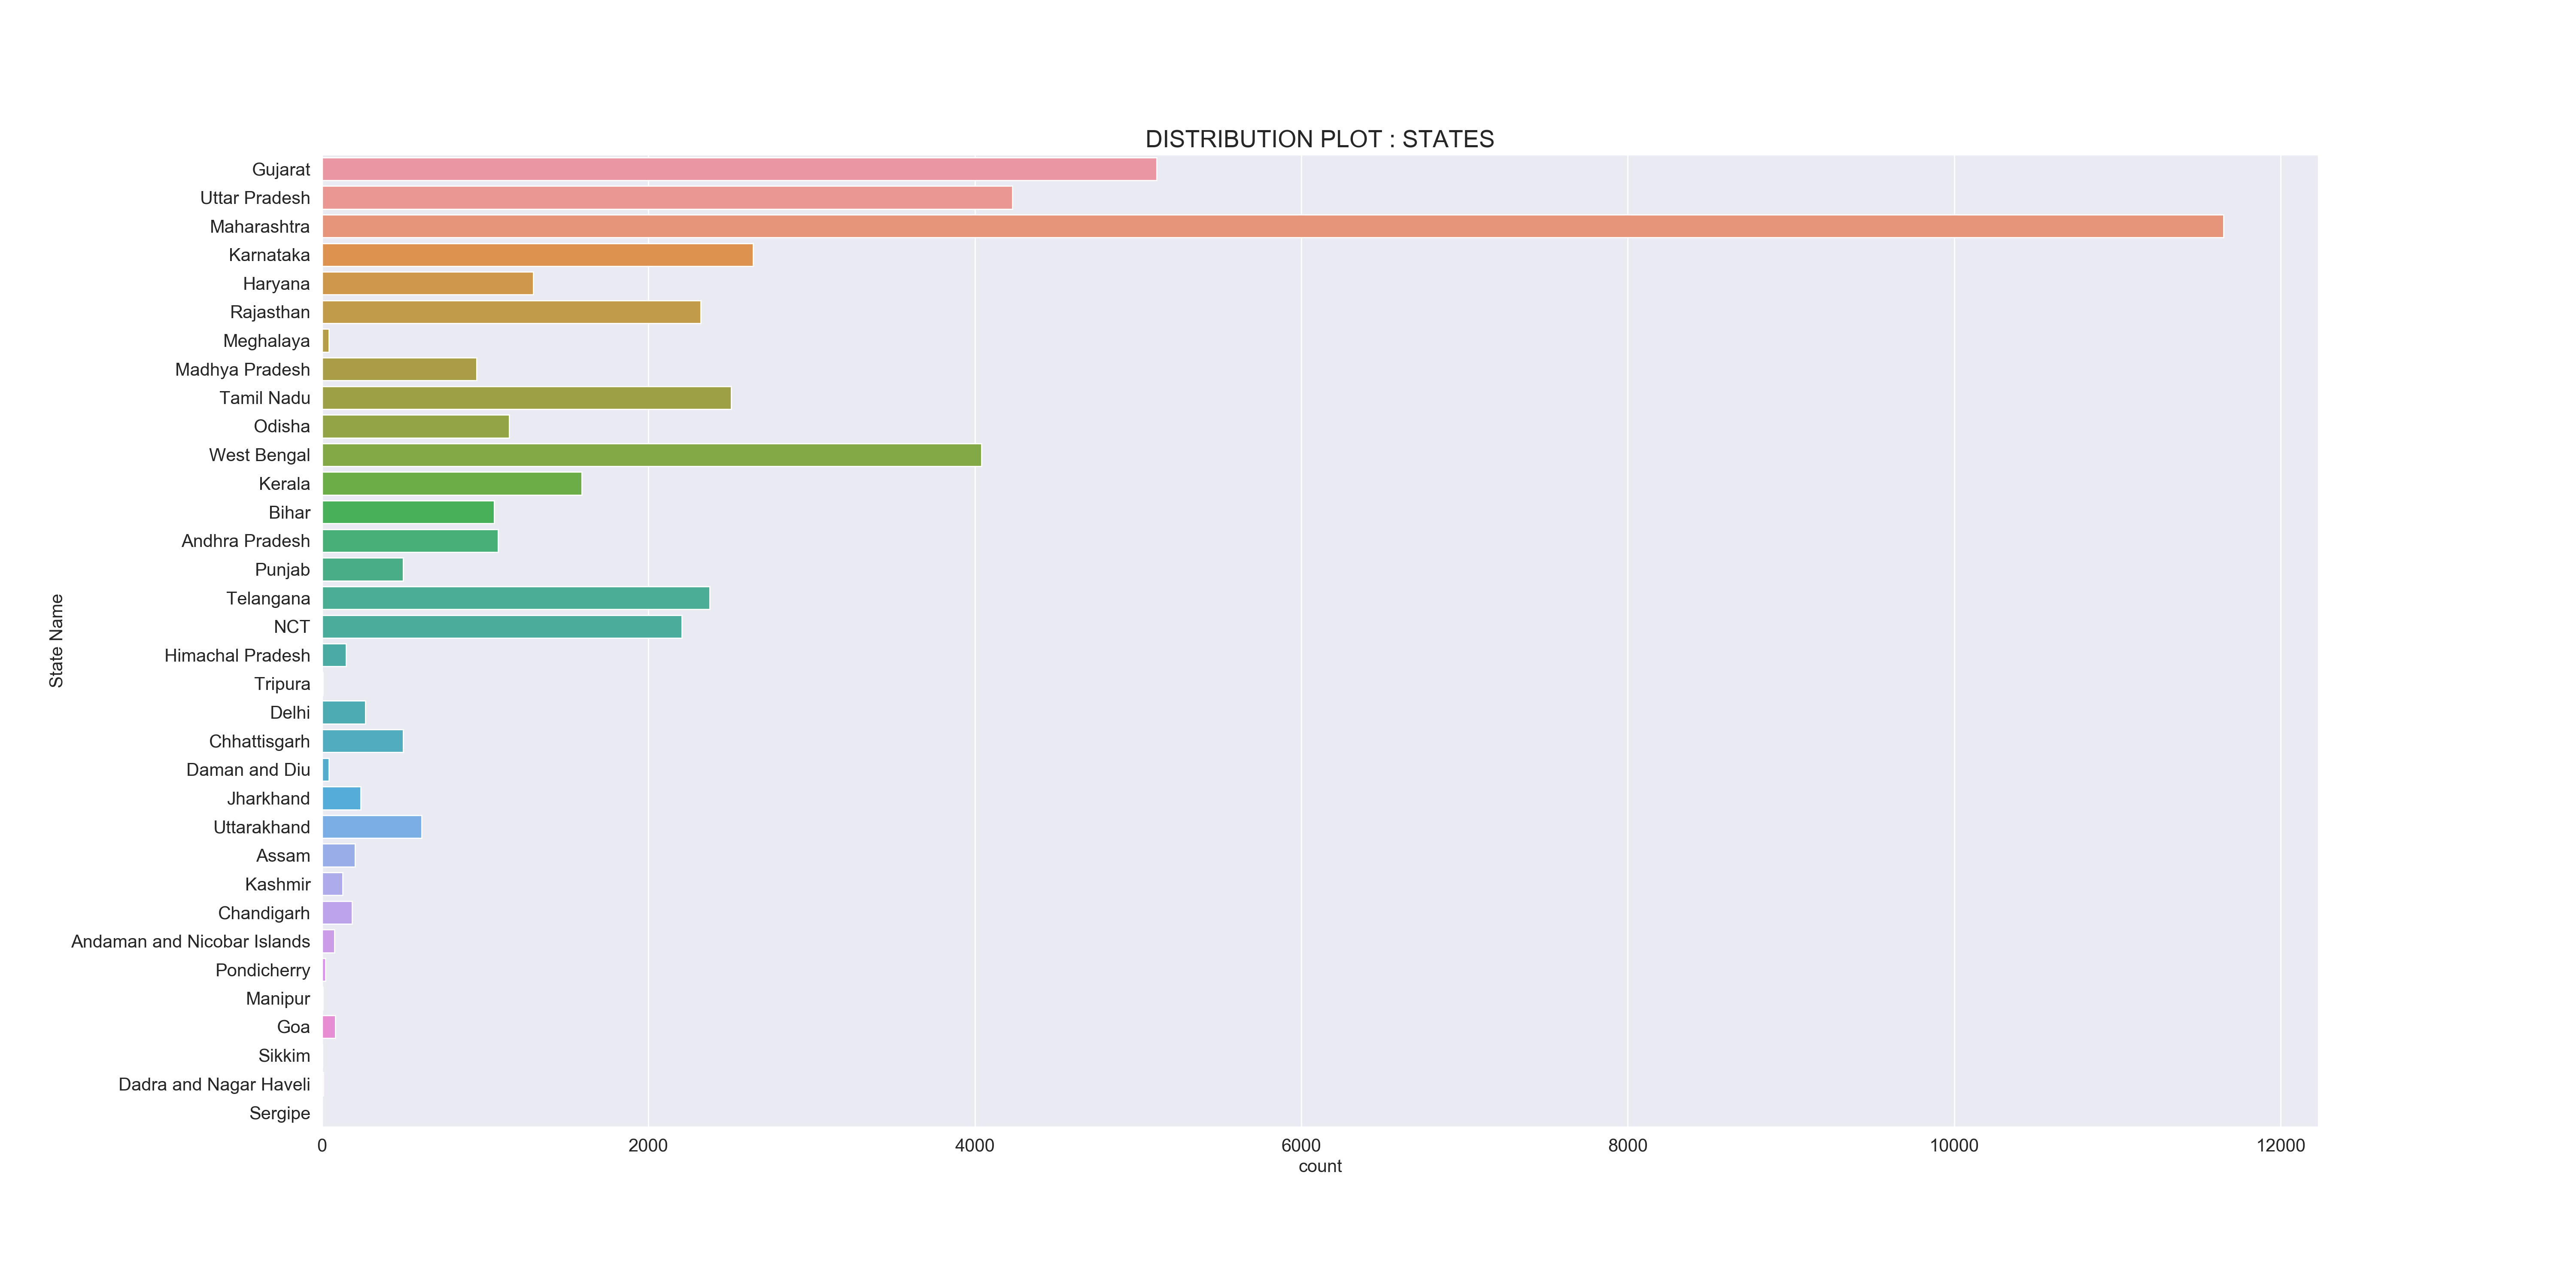 DISTRIBUTION PLOT : STATES
State Name
Gujarat
Uttar Pradesh
Maharashtra
Karnataka
Haryana
Rajasthan
Meghalaya
Madhya Pradesh
Tamil Nadu
Odisha
West Bengal
Kerala
Bihar
Andhra Pradesh
Punjab
Telangana
NCT
Himachal Pradesh
Tripura
Delhi
Chhattisgarh
Daman and Diu
Jharkhand
Uttarakhand
Assam
Kashmir
Chandigarh
Andaman and Nicobar Islands
Pondicherry
Manipur
Goa
Sikkim
Dadra and Nagar Haveli
Sergipe
0 2000 4000 6000 8000 10000 12000
count